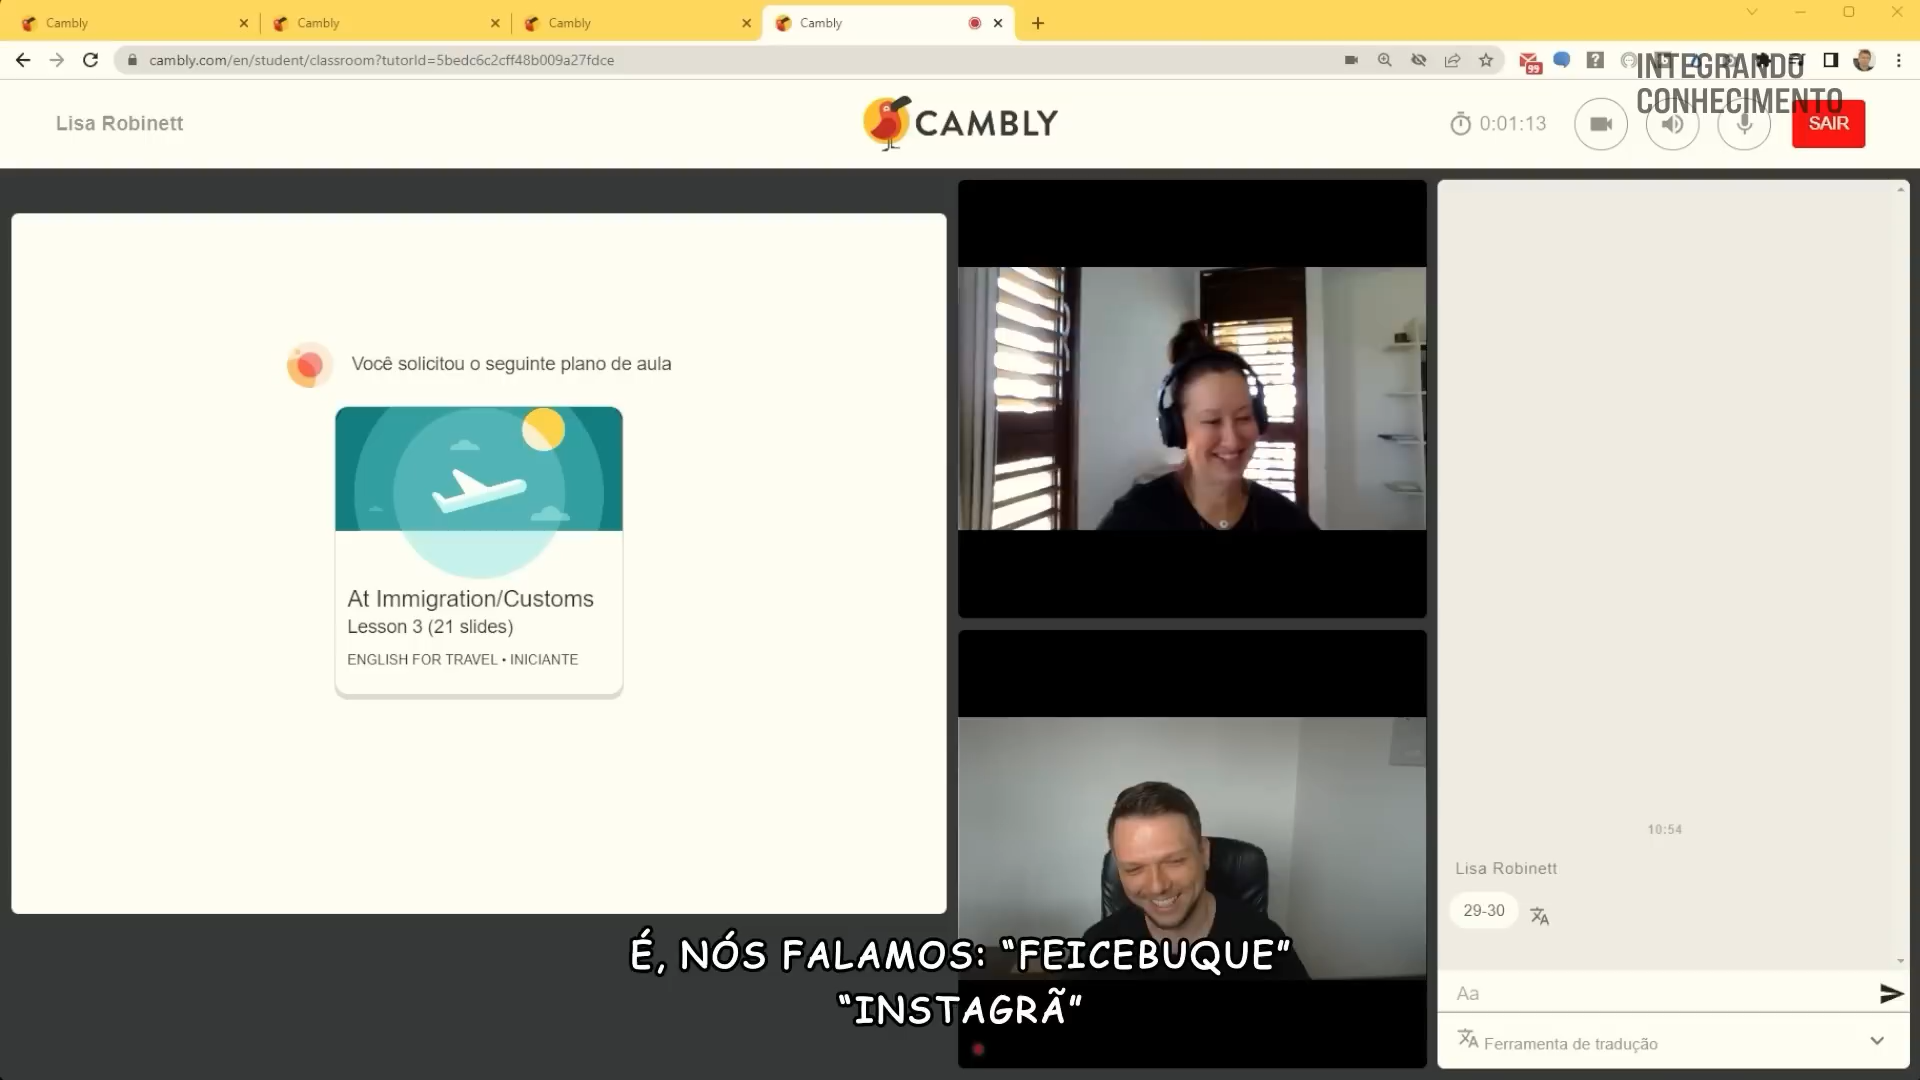 Cambly
Cambly
Cambly
Cambly
cambly.com/en/student/classroom?tutorId=5bedc6c2cff48b009a27fdce
99
INTEGRANDO
CONHECIMENTO
Lisa Robinett
CAMBLY
0:01:13
SAIR
Você solicitou o seguinte plano de aula
At Immigration/Customs
Lesson 3 (21 slides)
ENGLISH FOR TRAVEL • INICIANTE
10:54
Lisa Robinett
29-30
Aa
Ferramenta de tradução
É, NÓS FALAMOS: “FEICEBUQUE”
“INSTAGRÔ